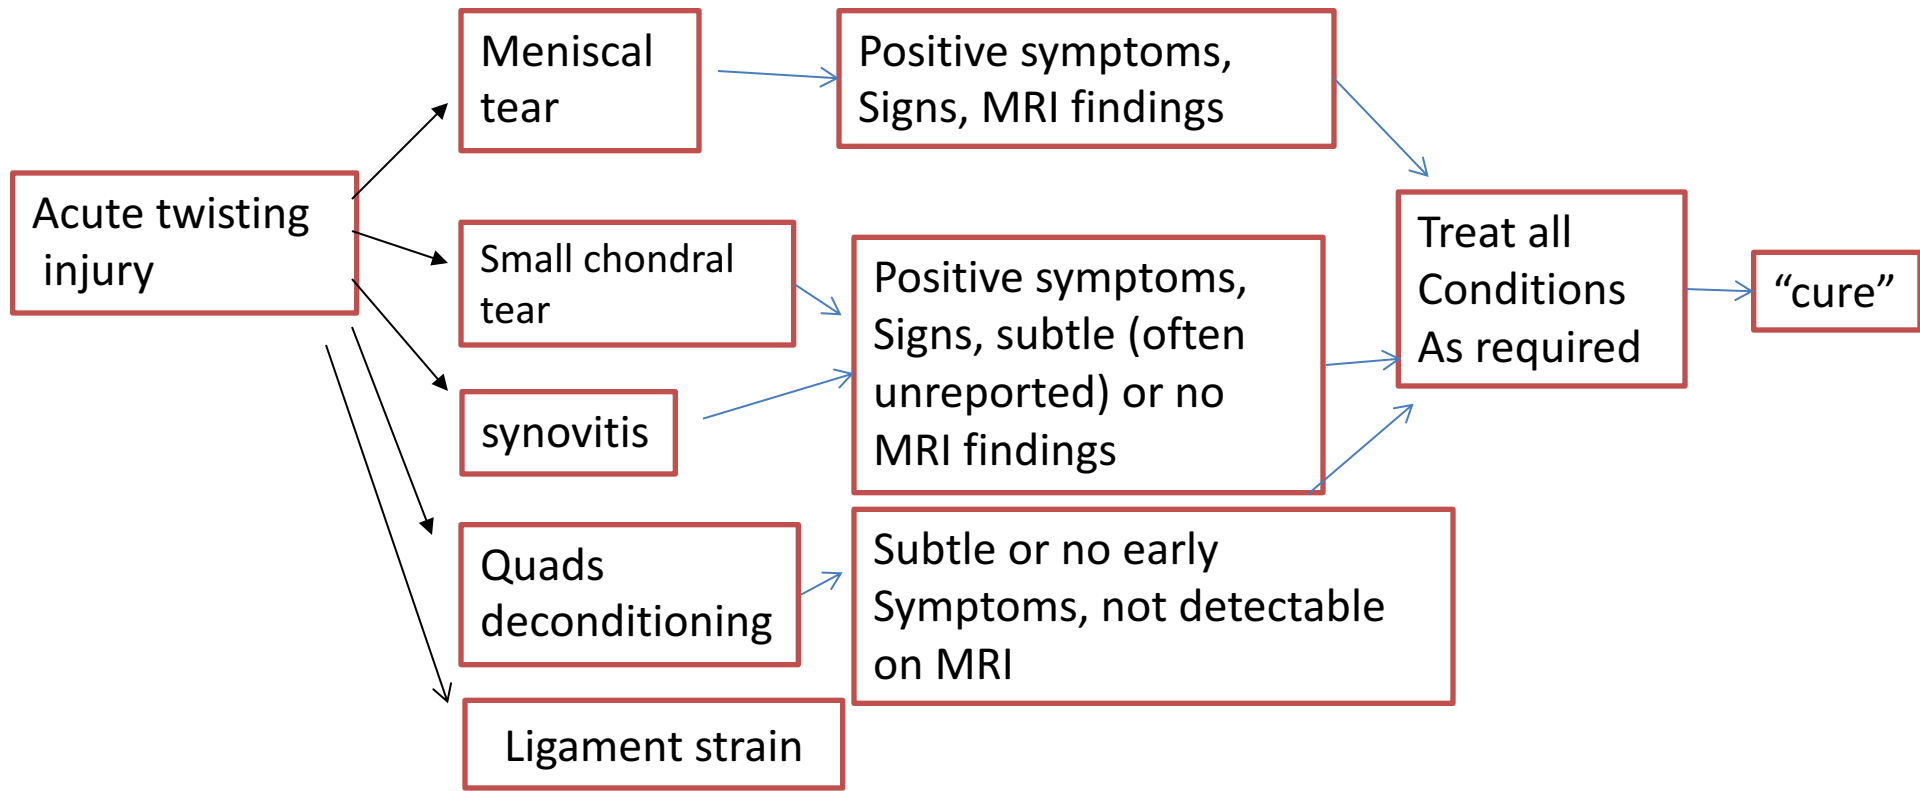 Acute twisting
injury
Meniscal
tear
Small chondral
tear
synovitis
Quads
deconditioning
Ligament strain
Positive symptoms,
Signs, MRI findings
Positive symptoms,
Signs, subtle (often
unreported) or no
MRI findings
Subtle or no early
Symptoms, not detectable
on MRI
Treat all
Conditions
As required
“cure”